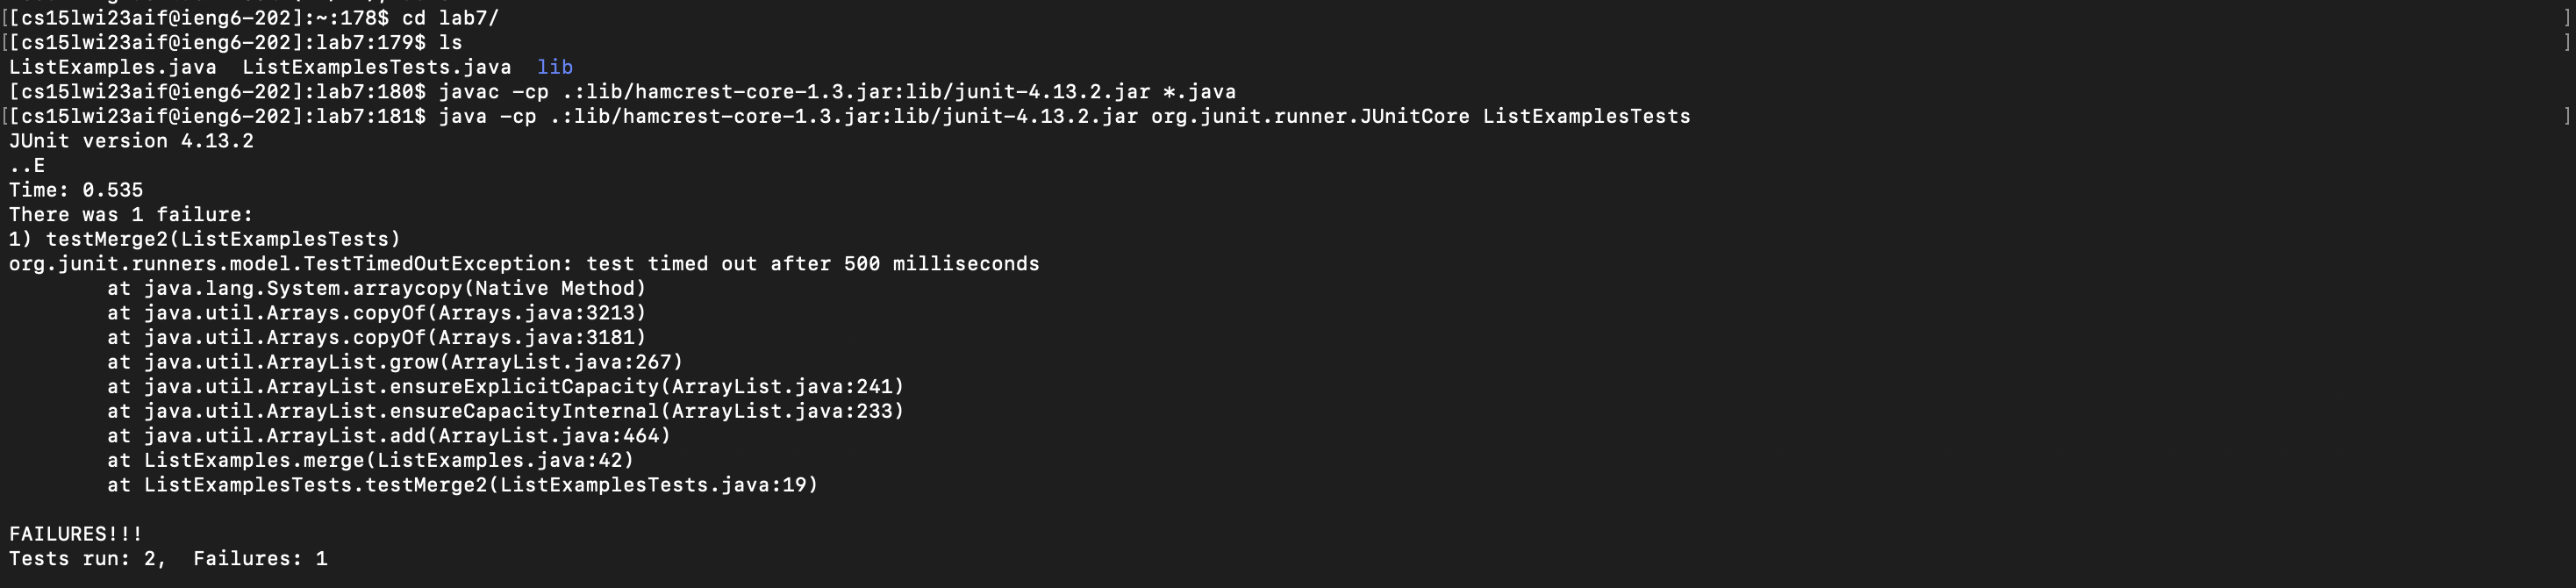 [[cs15lwi23aif@ieng6-202]:~:178$ cd lab7/ ]
[[cs15lwi23aif@ieng6-202]:lab7:179$ ls ]
ListExamples.java  ListExamplesTests.java  lib
[cs15lwi23aif@ieng6-202]:lab7:180$ javac -cp .:lib/hamcrest-core-1.3.jar:lib/junit-4.13.2.jar *.java
[[cs15lwi23aif@ieng6-202]:lab7:181$ java -cp .:lib/hamcrest-core-1.3.jar:lib/junit-4.13.2.jar org.junit.runner.JUnitCore ListExamplesTests ]
JUnit version 4.13.2
..E
Time: 0.535
There was 1 failure:
1) testMerge2(ListExamplesTests)
org.junit.runners.model.TestTimedOutException: test timed out after 500 milliseconds
        at java.lang.System.arraycopy(Native Method)
        at java.util.Arrays.copyOf(Arrays.java:3213)
        at java.util.Arrays.copyOf(Arrays.java:3181)
        at java.util.ArrayList.grow(ArrayList.java:267)
        at java.util.ArrayList.ensureExplicitCapacity(ArrayList.java:241)
        at java.util.ArrayList.ensureCapacityInternal(ArrayList.java:233)
        at java.util.ArrayList.add(ArrayList.java:464)
        at ListExamples.merge(ListExamples.java:42)
        at ListExamplesTests.testMerge2(ListExamplesTests.java:19)

FAILURES!!!
Tests run: 2,  Failures: 1